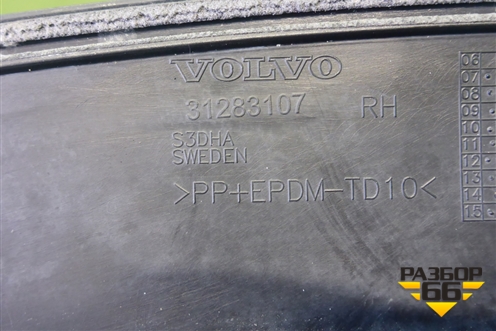 VOLVO
31283107 RH
S3DHA
SWEDEN
>PP+EPDM-TD10<
06
07
08
09
10
11
12
13
14
15
РАЗБОР
66